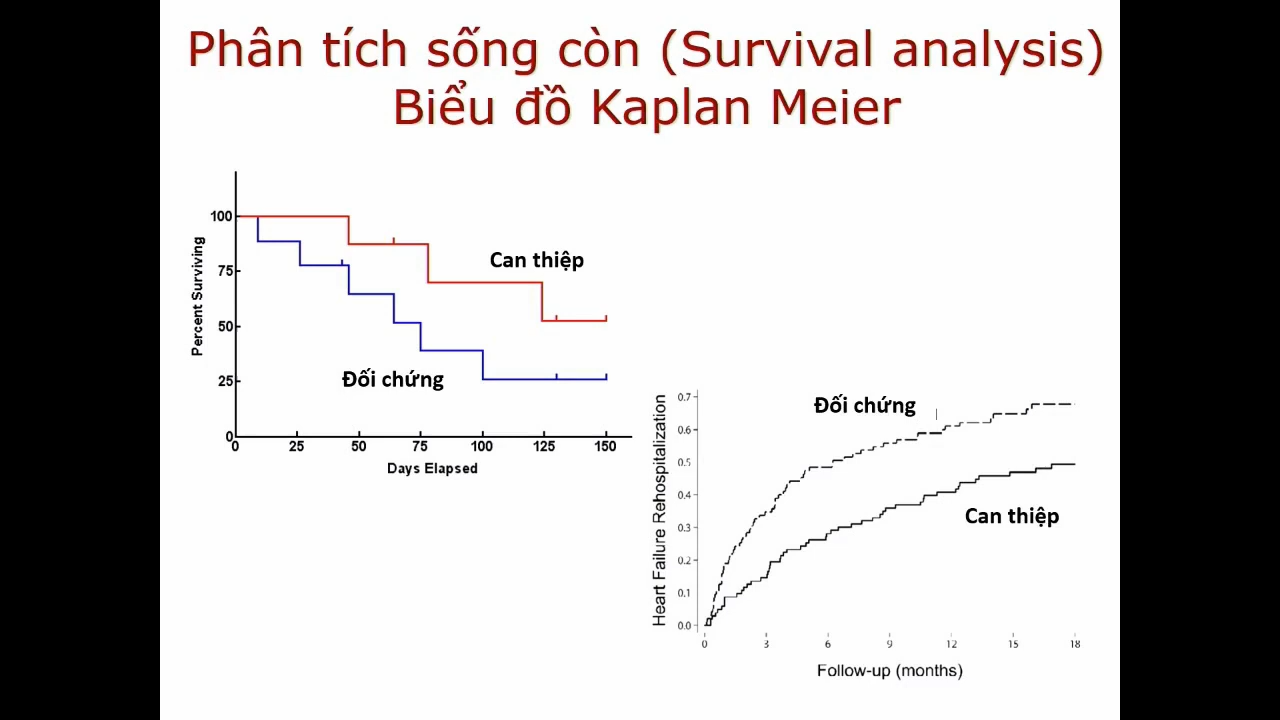 Phân tích sống còn (Survival analysis)
Biểu đồ Kaplan Meier
Percent Surviving
100
75
50
25
0
Can thiệp
Đối chứng
0 25 50 75 100 125 150
Days Elapsed
Heart Failure Rehospitalization
0.7
0.6
0.5
0.4
0.3
0.2
0.1
0.0
Đối chứng
Can thiệp
0 3 6 9 12 15 18
Follow-up (months)